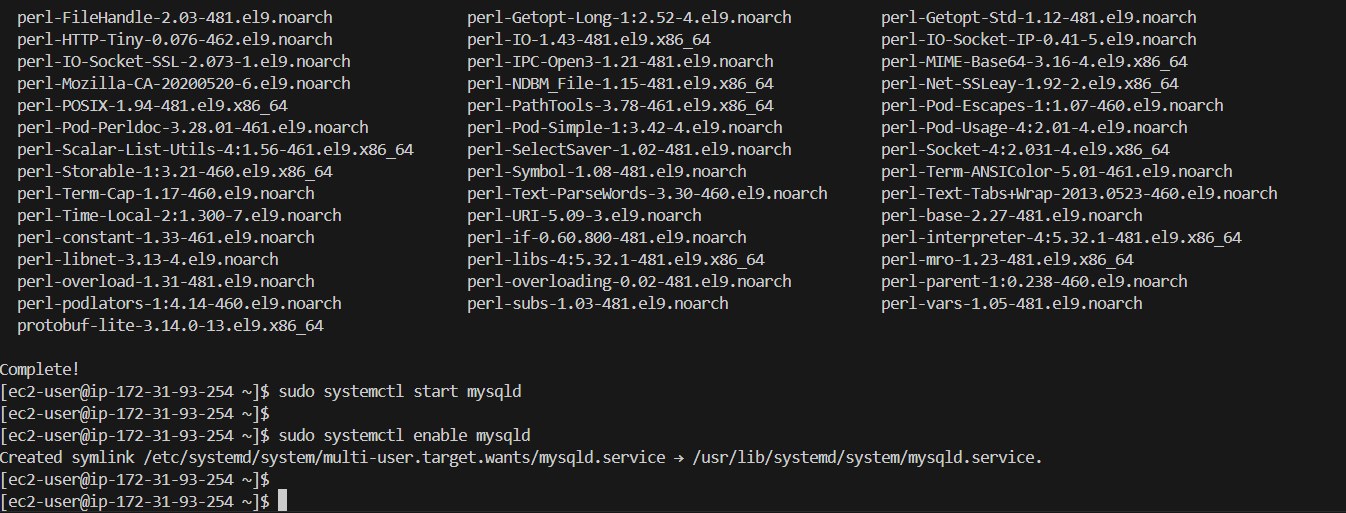 perl-FileHandle-2.03-481.el9.noarch perl-Getopt-Long-1:2.52-4.el9.noarch perl-Getopt-Std-1.12-481.el9.noarch
perl-HTTP-Tiny-0.076-462.el9.noarch perl-IO-1.43-481.el9.x86_64 perl-IO-Socket-IP-0.41-5.el9.noarch
perl-IO-Socket-SSL-2.073-1.el9.noarch perl-IPC-Open3-1.21-481.el9.noarch perl-MIME-Base64-3.16-4.el9.x86_64
perl-Mozilla-CA-20200520-6.el9.noarch perl-NDBM_File-1.15-481.el9.x86_64 perl-Net-SSLeay-1.92-2.el9.x86_64
perl-POSIX-1.94-481.el9.x86_64 perl-PathTools-3.78-461.el9.x86_64 perl-Pod-Escapes-1:1.07-460.el9.noarch
perl-Pod-Perldoc-3.28.01-461.el9.noarch perl-Pod-Simple-1:3.42-4.el9.noarch perl-Pod-Usage-4:2.01-4.el9.noarch
perl-Scalar-List-Utils-4:1.56-461.el9.x86_64 perl-SelectSaver-1.02-481.el9.noarch perl-Socket-4:2.031-4.el9.x86_64
perl-Storable-1:3.21-460.el9.x86_64 perl-Symbol-1.08-481.el9.noarch perl-Term-ANSIColor-5.01-461.el9.noarch
perl-Term-Cap-1.17-460.el9.noarch perl-Text-ParseWords-3.30-460.el9.noarch perl-Text-Tabs+Wrap-2013.0523-460.el9.noarch
perl-Time-Local-2:1.300-7.el9.noarch perl-URI-5.09-3.el9.noarch perl-base-2.27-481.el9.noarch
perl-constant-1.33-461.el9.noarch perl-if-0.60.800-481.el9.noarch perl-interpreter-4:5.32.1-481.el9.x86_64
perl-libnet-3.13-4.el9.noarch perl-libs-4:5.32.1-481.el9.x86_64 perl-mro-1.23-481.el9.x86_64
perl-overload-1.31-481.el9.noarch perl-overloading-0.02-481.el9.noarch perl-parent-1:0.238-460.el9.noarch
perl-podlators-1:4.14-460.el9.noarch perl-subs-1.03-481.el9.noarch perl-vars-1.05-481.el9.noarch
protobuf-lite-3.14.0-13.el9.x86_64
Complete!
[ec2-user@ip-172-31-93-254 ~]$ sudo systemctl start mysqld
[ec2-user@ip-172-31-93-254 ~]$
[ec2-user@ip-172-31-93-254 ~]$ sudo systemctl enable mysqld
Created symlink /etc/systemd/system/multi-user.target.wants/mysqld.service → /usr/lib/systemd/system/mysqld.service.
[ec2-user@ip-172-31-93-254 ~]$
[ec2-user@ip-172-31-93-254 ~]$